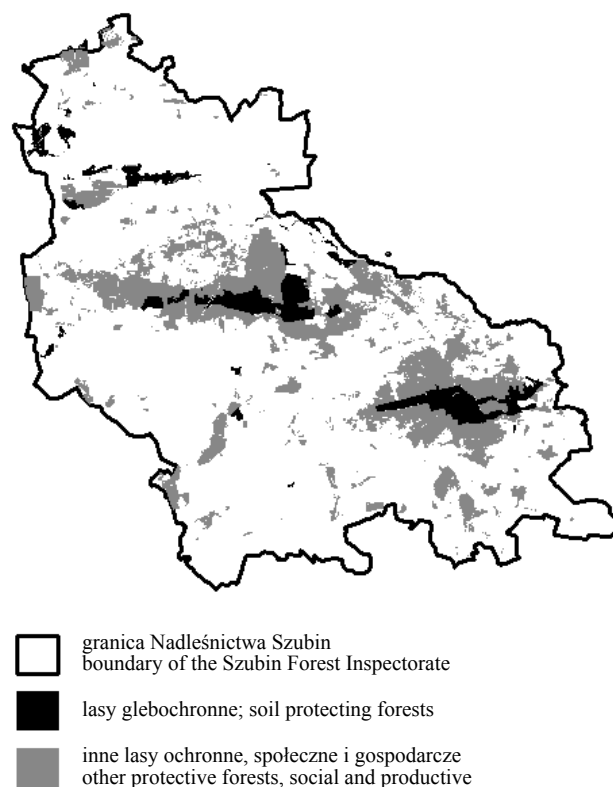 granica Nadleśnictwa Szubin
boundary of the Szubin Forest Inspectorate
lasy glebochronne; soil protecting forests
inne lasy ochronne, społeczne i gospodarcze
other protective forests, social and productive